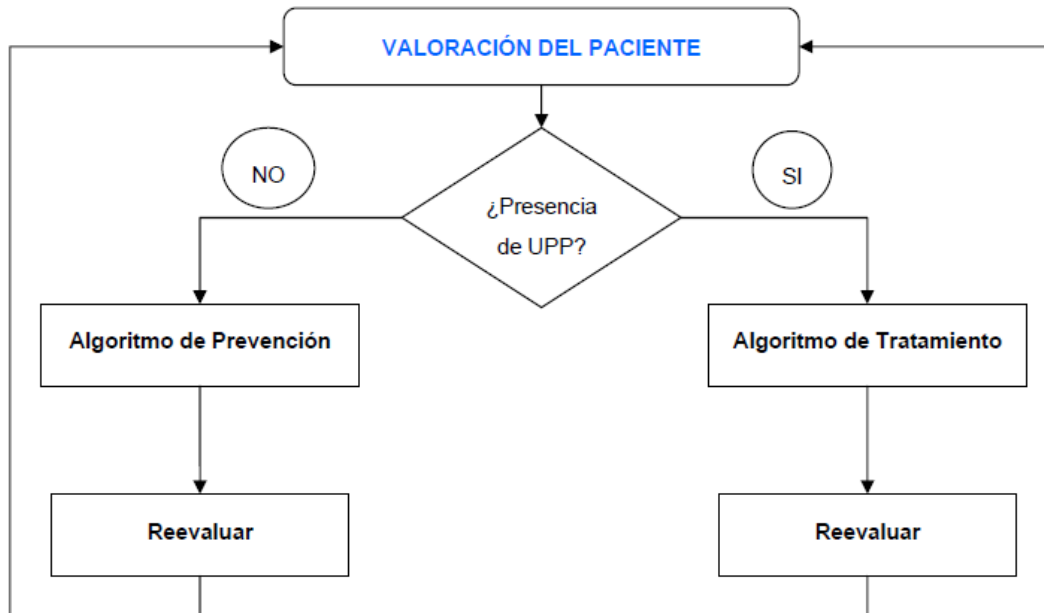 VALORACIÓN DEL PACIENTE
NO
SI
¿Presencia
de UPP?
Algoritmo de Prevención
Algoritmo de Tratamiento
Reevaluar
Reevaluar